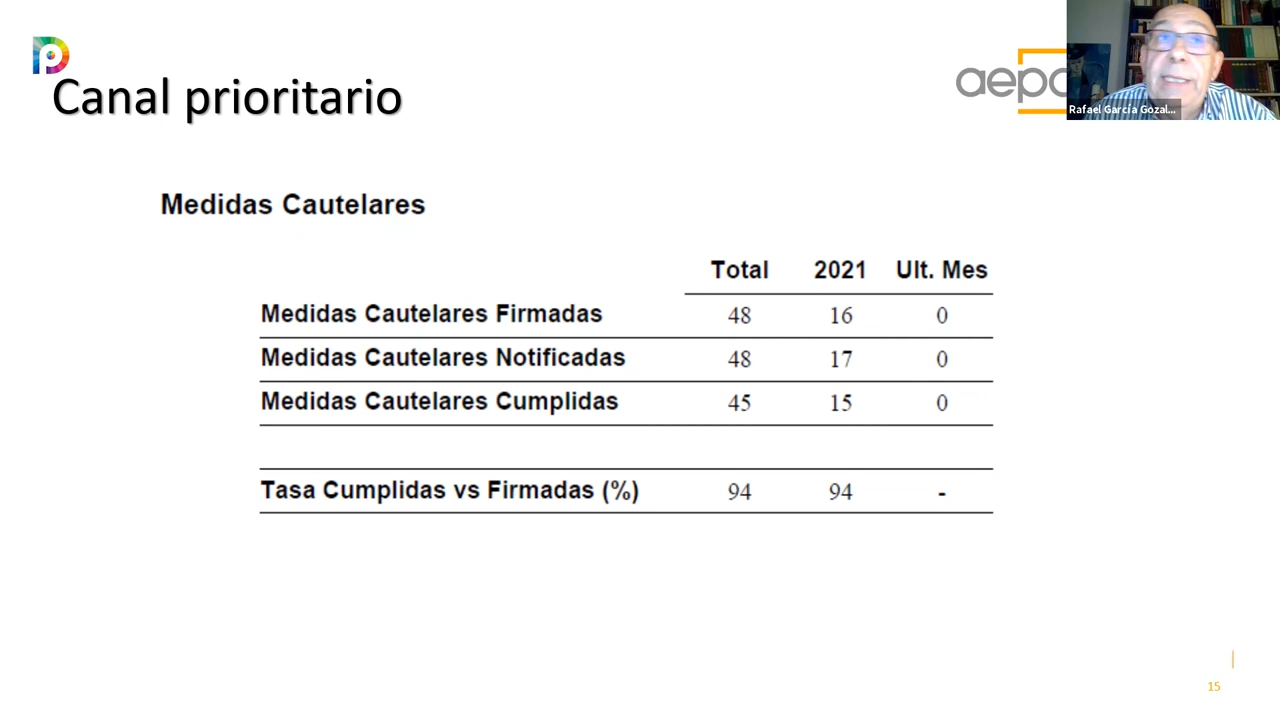 Canal prioritario
aepd
Rafael García Gozal...
Medidas Cautelares
Total 2021 Ult. Mes
Medidas Cautelares Firmadas 48 16 0
Medidas Cautelares Notificadas 48 17 0
Medidas Cautelares Cumplidas 45 15 0
Tasa Cumplidas vs Firmadas (%) 94 94 -
15